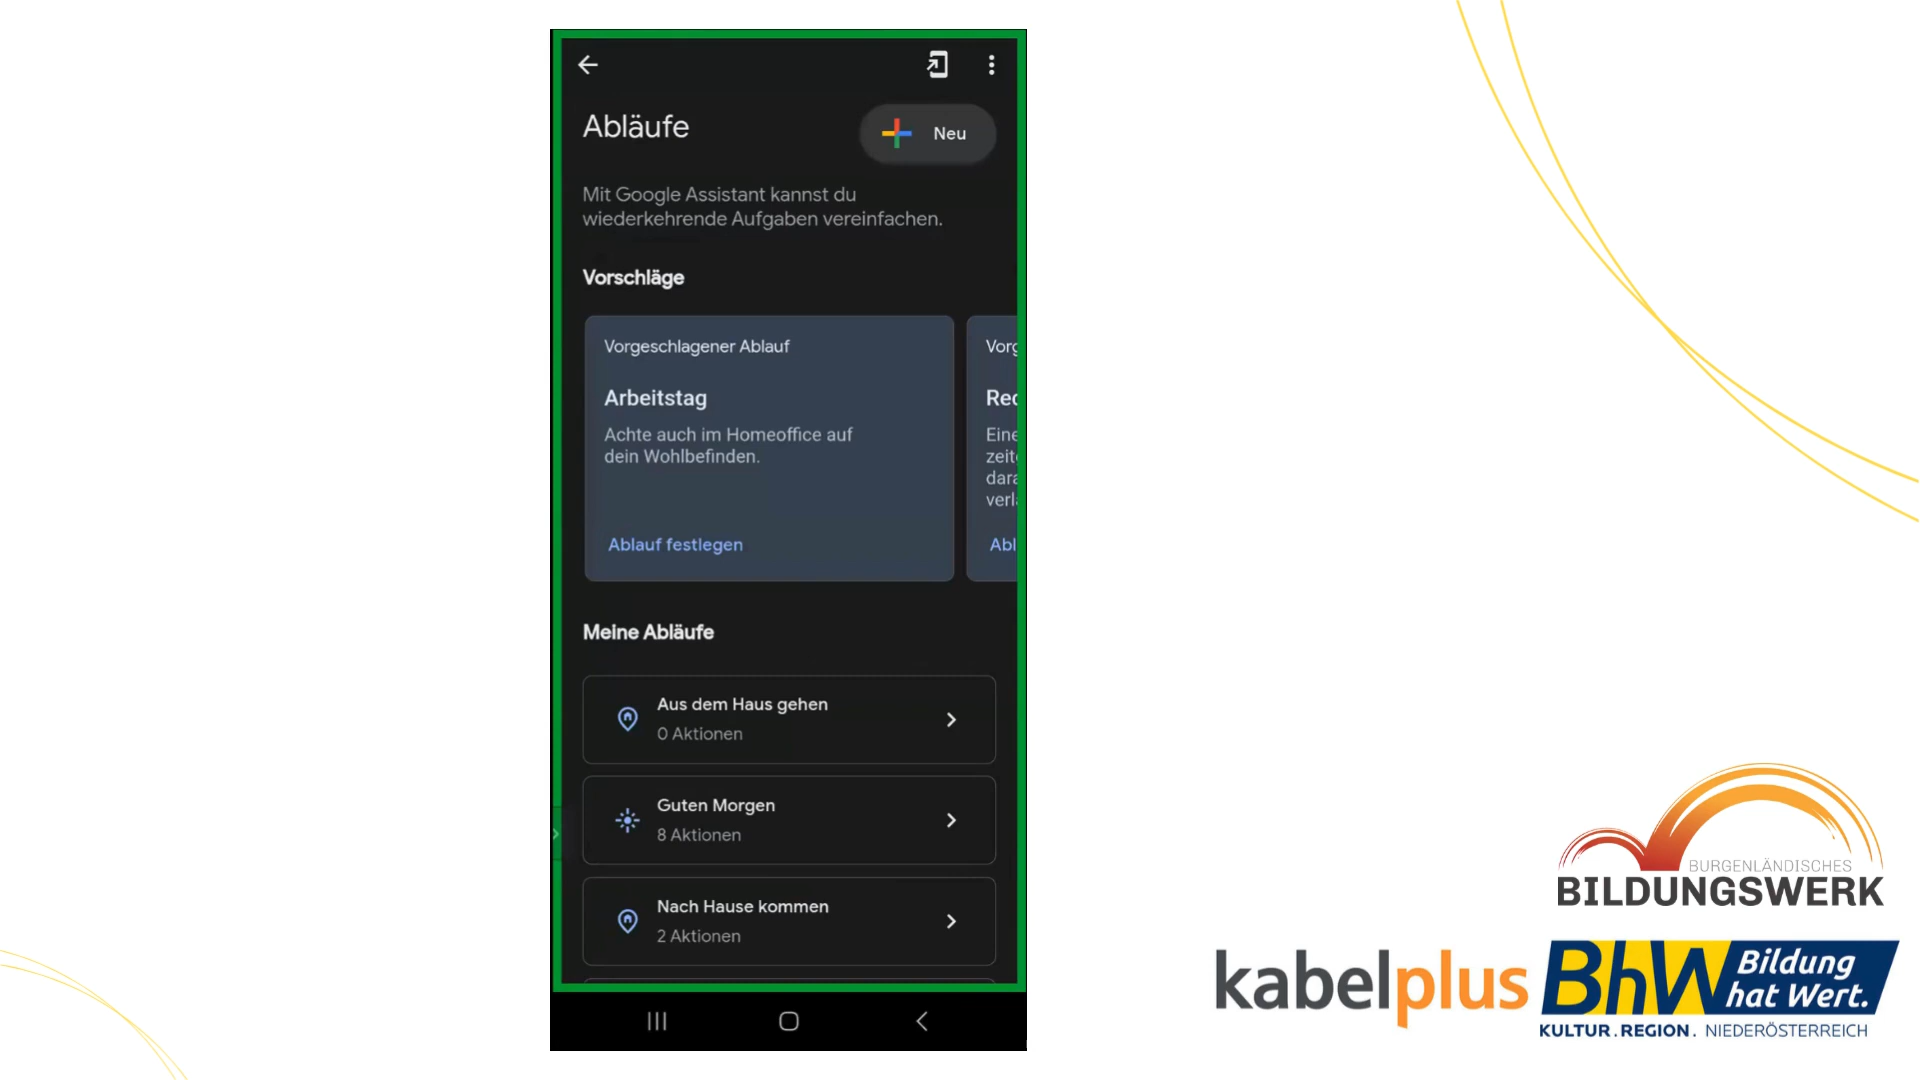 Abläufe
Neu
Mit Google Assistant kannst du
wiederkehrende Aufgaben vereinfachen.
Vorschläge
Vorgeschlagener Ablauf
Arbeitstag
Achte auch im Homeoffice auf
dein Wohlbefinden.
Ablauf festlegen
Meine Abläufe
Aus dem Haus gehen
0 Aktionen
Guten Morgen
8 Aktionen
Nach Hause kommen
2 Aktionen
BURGENLÄNDISCHES
BILDUNGSWERK
kabelplus
BhW Bildung
hat Wert.
KULTUR.REGION. NIEDERÖSTERREICH